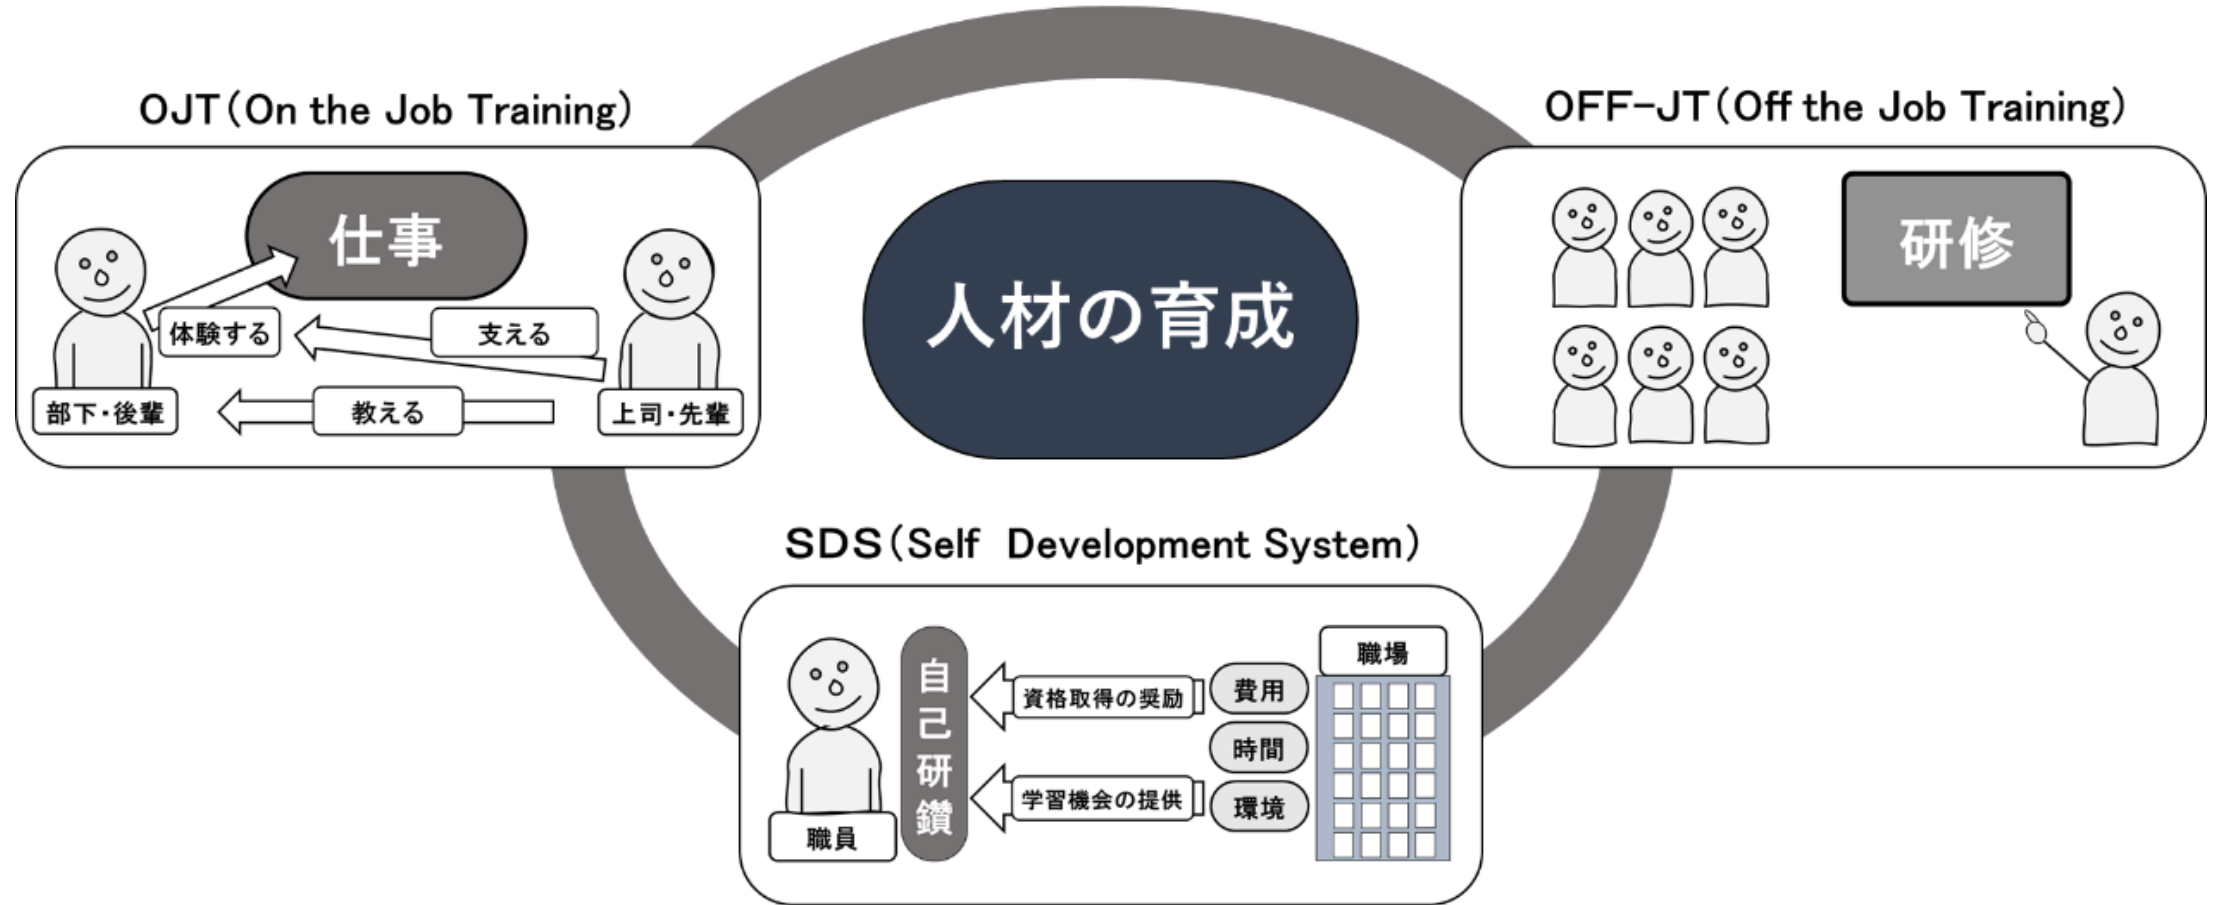 OJT（On the Job Training）
仕事
体験する
支える
教える
部下・後輩
上司・先輩
人材の育成
OFF-JT（Off the Job Training）
研修
SDS（Self　Development System）
自己研鑽
職員
資格取得の奨励
学習機会の提供
費用
時間
環境
職場